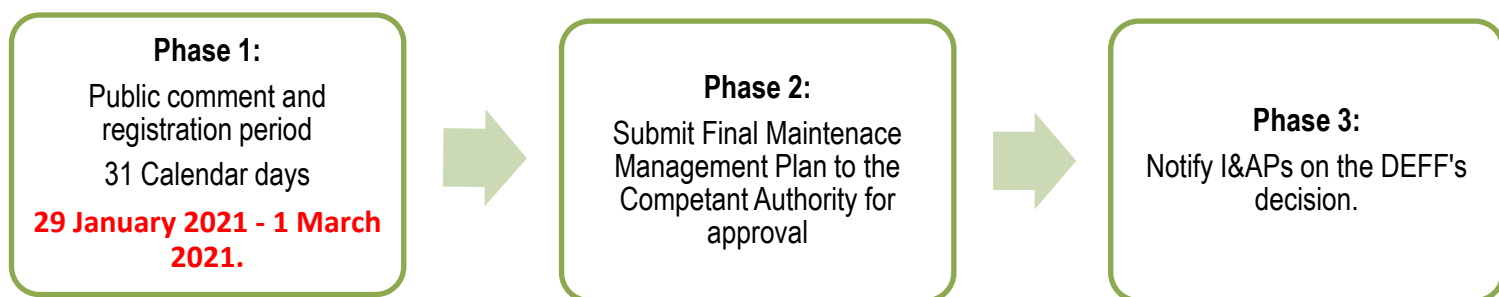 Phase 1:
Public comment and
registration period
31 Calendar days
29 January 2021 - 1 March
2021.
Phase 2:
Submit Final Maintenace
Management Plan to the
Competant Authority for
approval
Phase 3:
Notify I&APs on the DEFF's
decision.